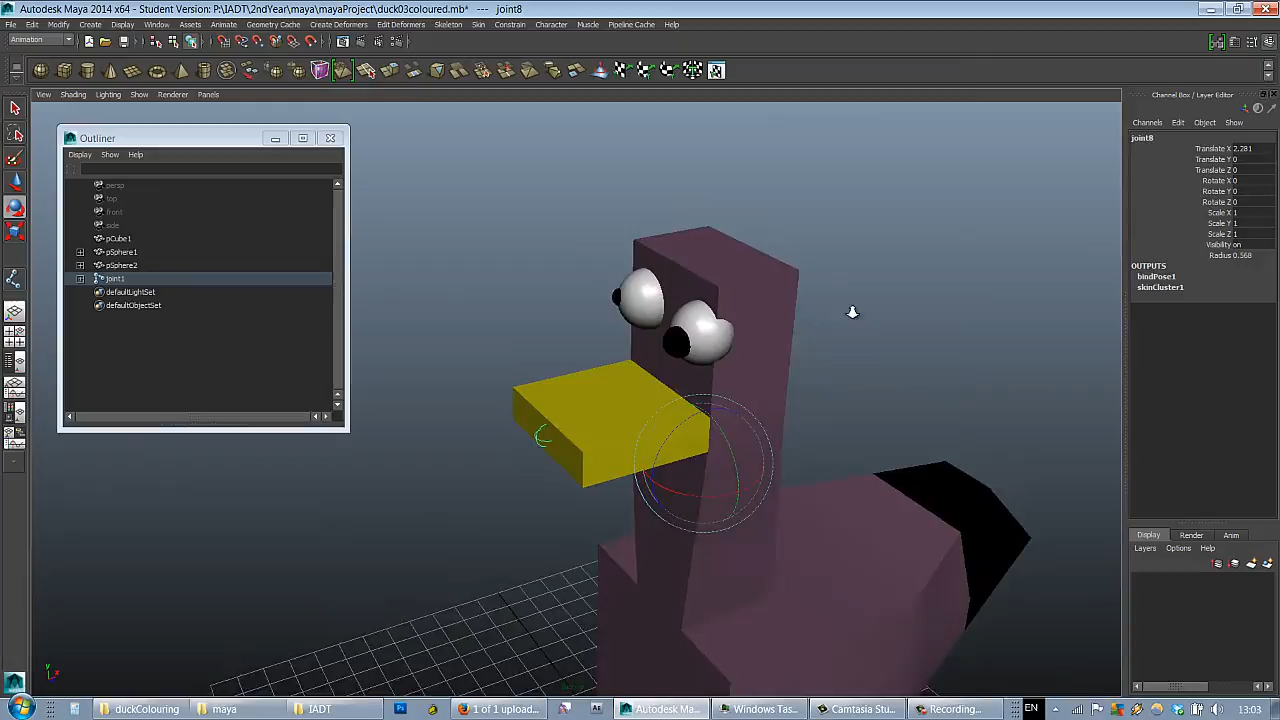 Autodesk Maya 2014 x64 - Student Version: P:\IADT\2ndYear\maya\mayaProject\duck03coloured.mb* --- joint8
File Edit Modify Create Display Window Assets Animate Geometry Cache Create Deformers Edit Deformers Skeleton Skin Constrain Character Muscle Pipeline Cache Help
Animation
View Shading Lighting Show Renderer Panels
Channel Box / Layer Editor
Channels Edit Object Show
Outliner
Display Show Help
persp
top
front
side
pCube1
pSphere1
pSphere2
joint1
defaultLightSet
defaultObjectSet
joint8
Translate X 2.281
Translate Y 0
Translate Z 0
Rotate X 0
Rotate Y 0
Rotate Z 0
Scale X 1
Scale Y 1
Scale Z 1
Visibility on
Radius 0.568
OUTPUTS
bindPose1
skinCluster1
Display Render Anim
Layers Options Help
y
x
duckColouring maya IADT 1 of 1 upload... Autodesk Ma... Windows Tas... Camtasia Stu... Recording... EN 13:03